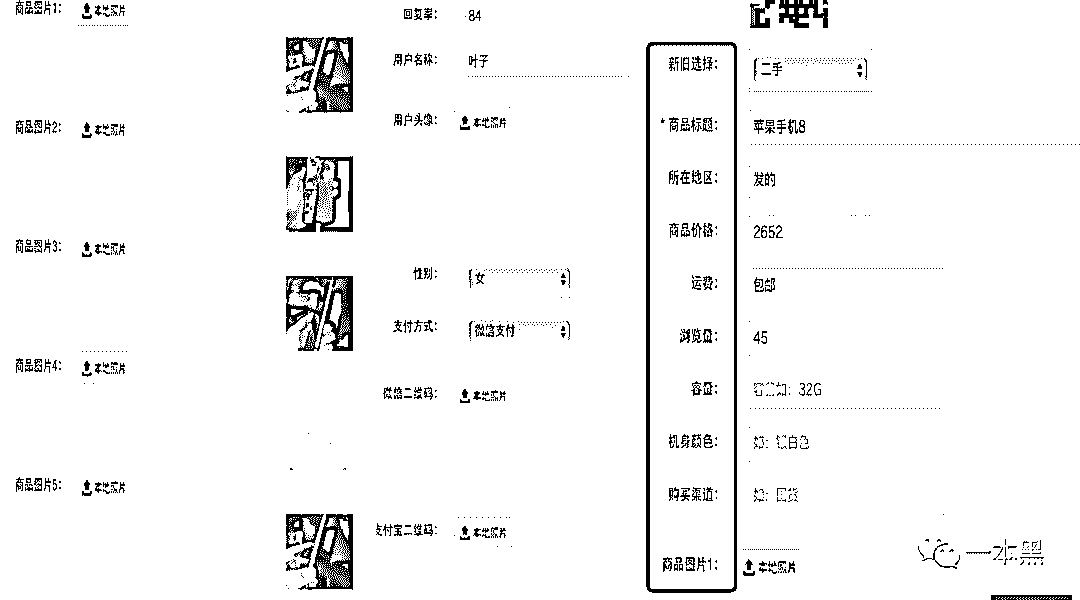 商品图片1: 本地照片
商品图片2: 本地照片
商品图片3: 本地照片
商品图片4: 本地照片
商品图片5: 本地照片
回复率: 84
用户名称: 叶子
用户头像: 本地照片
性别: 女
支付方式: 微信支付
微信二维码: 本地照片
支付宝二维码: 本地照片
新旧选择: 二手
*商品标题: 苹果手机8
所在地区: 发的
商品价格: 2652
运费: 包邮
浏览量: 45
容量: 容量如: 32G
机身颜色: 如: 银白色
购买渠道: 如: 国货
商品图片1: 本地照片
一本黑